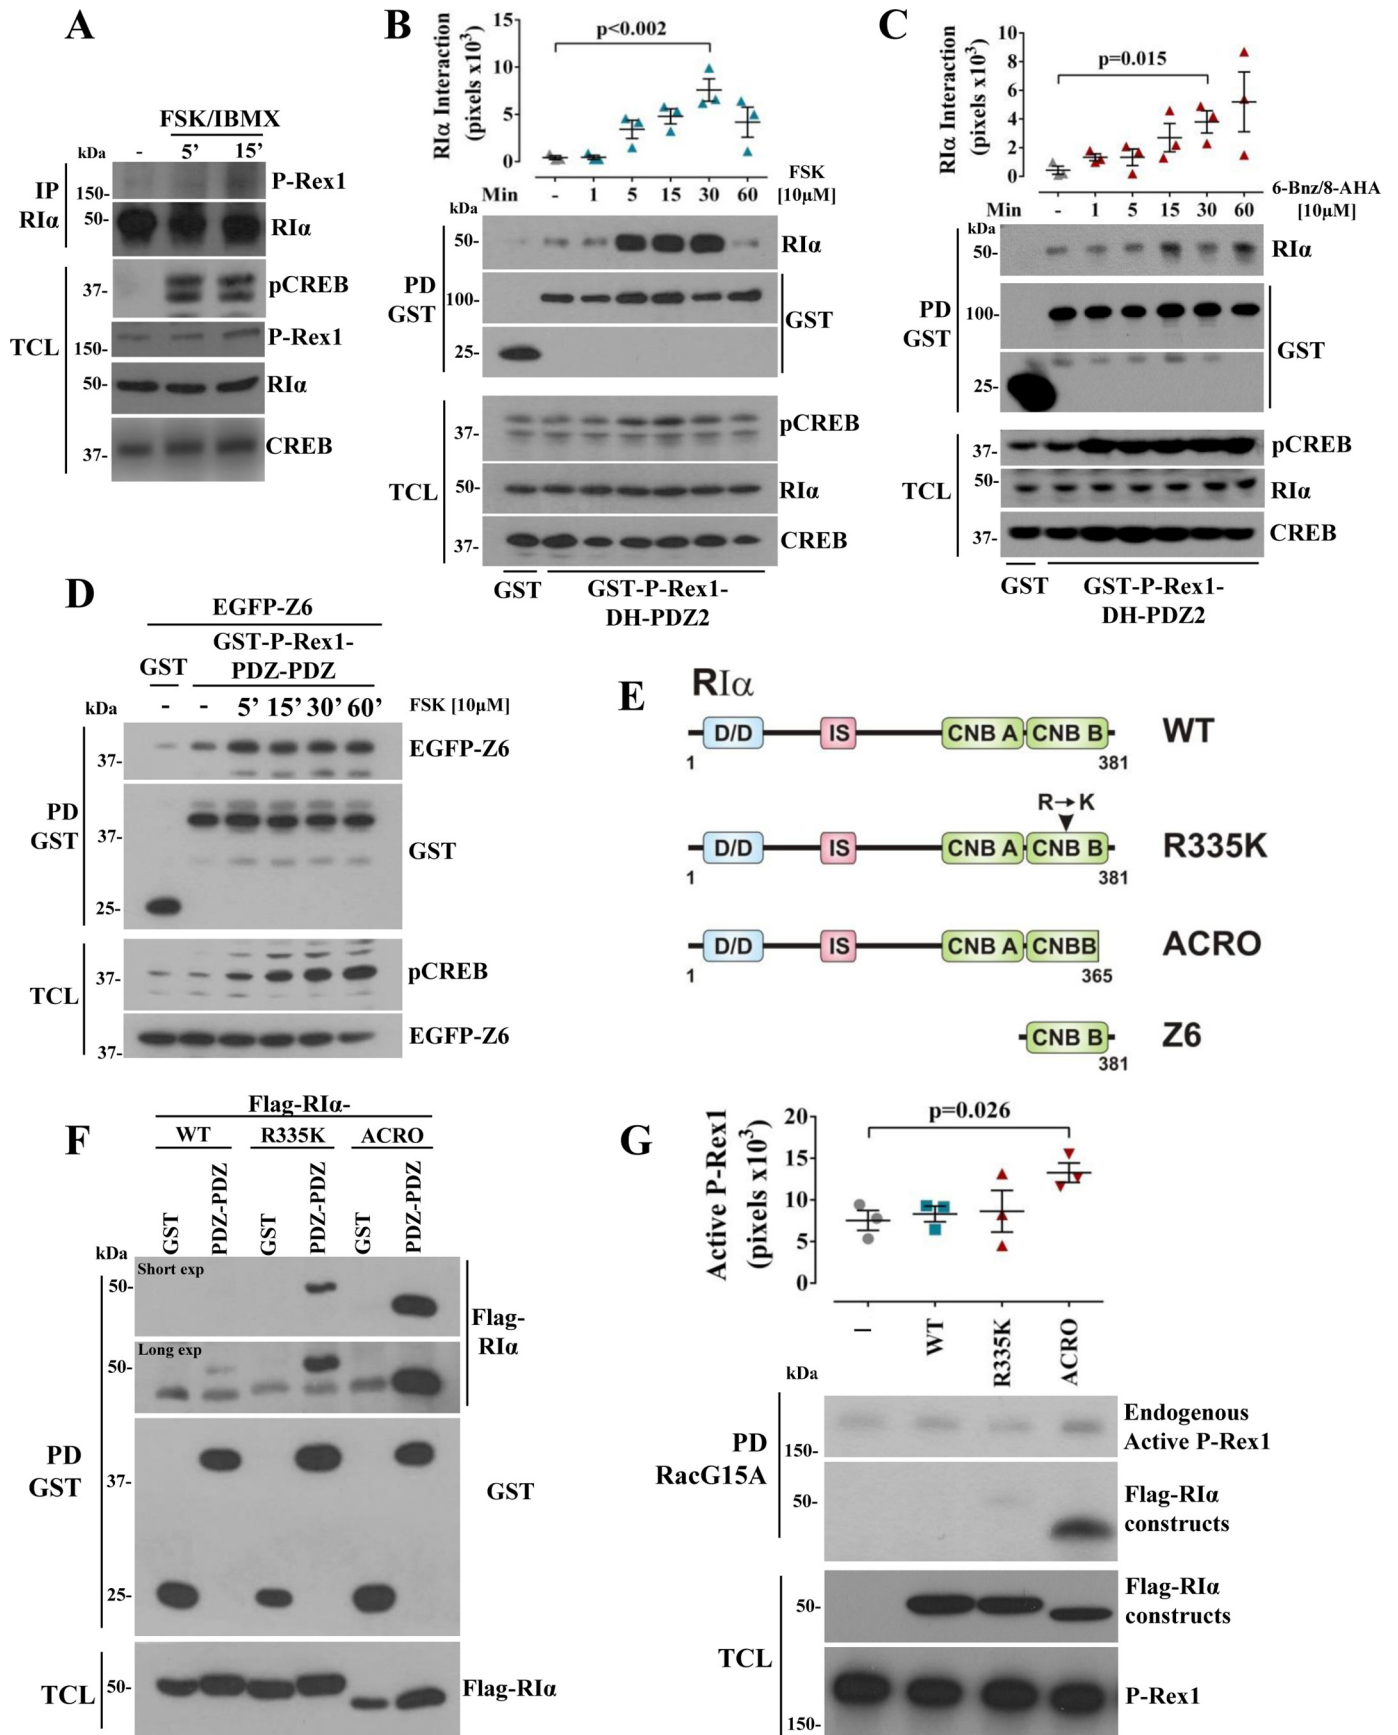 A
FSK/IBMX
kDa - 5’ 15’
IP
RIα
150-
P-Rex1
50-
RIα
TCL
37-
pCREB
150-
P-Rex1
50-
RIα
37-
CREB
B
RIα Interaction
(pixels x10³)
15
10
5
0
p<0.002
FSK
[10µM]
Min - 1 5 15 30 60
kDa
PD
GST
50-
RIα
100-
25-
GST
TCL
37-
pCREB
50-
RIα
37-
CREB
GST
GST-P-Rex1-
DH-PDZ2
C
RIα Interaction
(pixels x10³)
10
8
6
4
2
0
p=0.015
6-Bnz/8-AHA
[10µM]
Min - 1 5 15 30 60
kDa
PD
GST
50-
RIα
100-
25-
GST
TCL
37-
pCREB
50-
RIα
37-
CREB
GST
GST-P-Rex1-
DH-PDZ2
D
EGFP-Z6
GST
GST-P-Rex1-
PDZ-PDZ
kDa - - 5’ 15’ 30’ 60’ FSK [10µM]
PD
GST
37-
EGFP-Z6
37-
25-
GST
TCL
37-
pCREB
37-
EGFP-Z6
E
RIα
D/D IS CNB A CNB B WT
1 381
R→K
D/D IS CNB A CNB B R335K
1 381
D/D IS CNB A CNBB ACRO
1 365
CNB B Z6
381
F
Flag-RIα-
WT R335K ACRO
GST PDZ-PDZ GST PDZ-PDZ GST PDZ-PDZ
kDa
PD
GST
Short exp
50-
Long exp
50-
Flag-
RIα
37-
25-
GST
TCL
50-
Flag-RIα
G
Active P-Rex1
(pixels x10³)
20
15
10
5
0
p=0.026
– WT R335K ACRO
kDa
PD
RacG15A
150-
Endogenous
Active P-Rex1
50-
Flag-RIα
constructs
TCL
50-
Flag-RIα
constructs
150-
P-Rex1